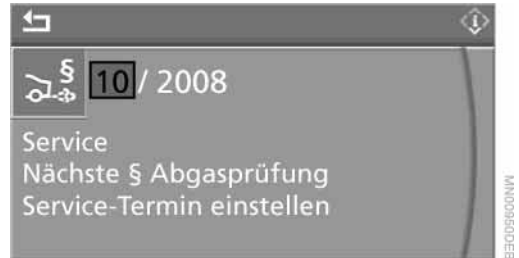 § 10 / 2008
Service
Nächste § Abgasprüfung
Service-Termin einstellen
MN00950DEB